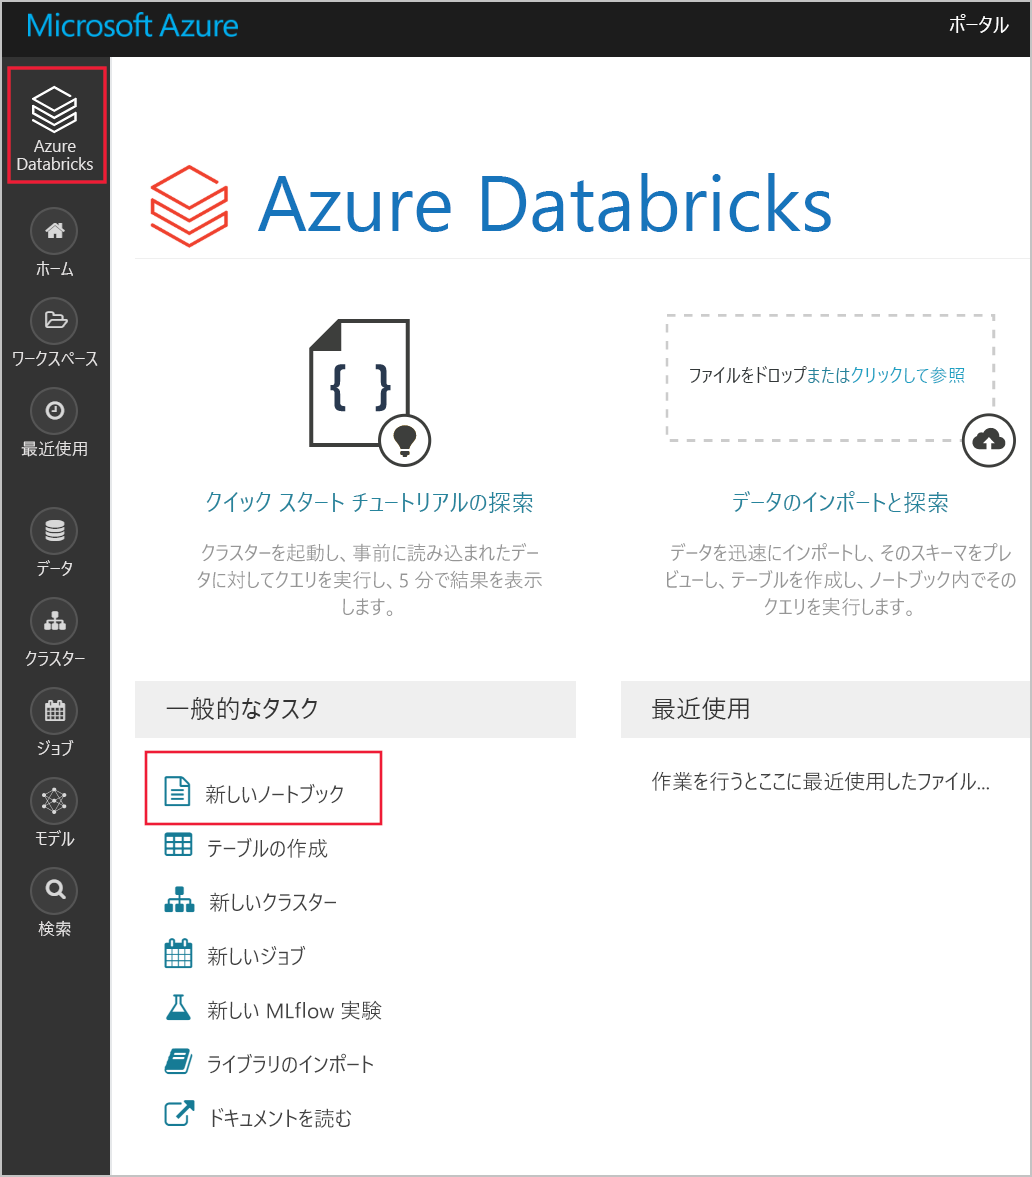 Microsoft Azure
ポータル
Azure
Databricks
ホーム
ワークスペース
最近使用
データ
クラスター
ジョブ
モデル
検索
Azure Databricks
{ }
クイック スタート チュートリアルの探索
クラスターを起動し、事前に読み込まれたデー
タに対してクエリを実行し、5 分で結果を表示
します。
ファイルをドロップまたはクリックして参照
データのインポートと探索
データを迅速にインポートし、そのスキーマをプレ
ビューし、テーブルを作成し、ノートブック内でその
クエリを実行します。
一般的なタスク
新しいノートブック
テーブルの作成
新しいクラスター
新しいジョブ
新しい MLflow 実験
ライブラリのインポート
ドキュメントを読む
最近使用
作業を行うとここに最近使用したファイル...